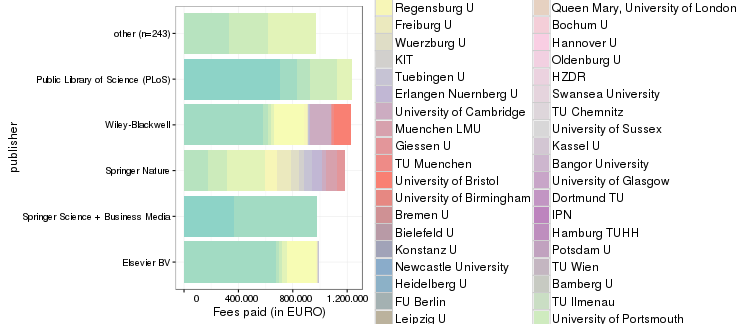 publisher
other (n=243)
Public Library of Science (PLoS)
Wiley-Blackwell
Springer Nature
Springer Science + Business Media
Elsevier BV
0
400.000
800.000
1.200.000
Fees paid (in EURO)
Regensburg U
Freiburg U
Wuerzburg U
KIT
Tuebingen U
Erlangen Nuernberg U
University of Cambridge
Muenchen LMU
Giessen U
TU Muenchen
University of Bristol
University of Birmingham
Bremen U
Bielefeld U
Konstanz U
Newcastle University
Heidelberg U
FU Berlin
Leipzig U
Queen Mary, University of London
Bochum U
Hannover U
Oldenburg U
HZDR
Swansea University
TU Chemnitz
University of Sussex
Kassel U
Bangor University
University of Glasgow
Dortmund TU
IPN
Hamburg TUHH
Potsdam U
TU Wien
Bamberg U
TU Ilmenau
University of Portsmouth